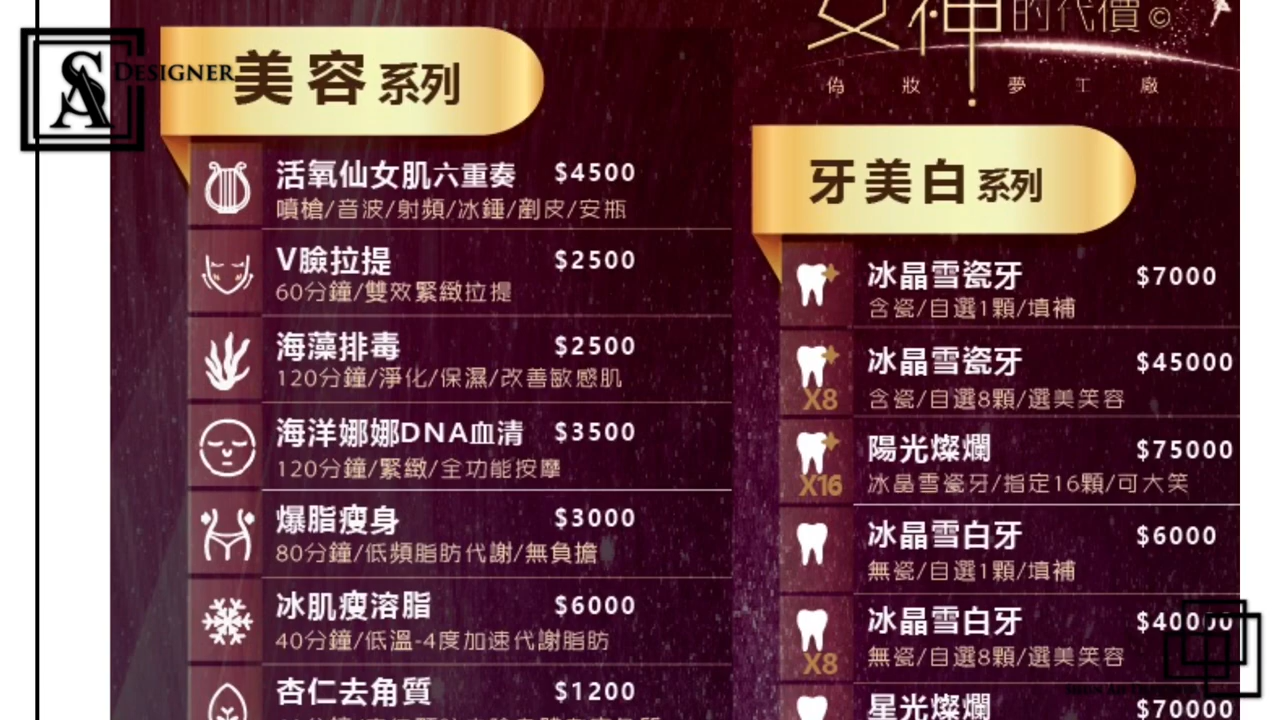 SA DESIGNER
美容系列
活氧仙女肌六重奏 $4500
噴槍/音波/射頻/冰錘/剷皮/安瓶
V臉拉提 $2500
60分鐘/雙效緊緻拉提
海藻排毒 $2500
120分鐘/淨化/保濕/改善敏感肌
海洋娜娜DNA血清 $3500
120分鐘/緊緻/全功能按摩
爆脂瘦身 $3000
80分鐘/低頻脂肪代謝/無負擔
冰肌瘦溶脂 $6000
40分鐘/低溫-4度加速代謝脂肪
杏仁去角質 $1200
女神的代價©
偽妝夢工廠
牙美白系列
冰晶雪瓷牙 $7000
含瓷/自選1顆/填補
冰晶雪瓷牙 $45000
X8 含瓷/自選8顆/選美笑容
陽光燦爛 $75000
X16 冰晶雪瓷牙/指定16顆/可大笑
冰晶雪白牙 $6000
無瓷/自選1顆/填補
冰晶雪白牙 $40000
X8 無瓷/自選8顆/選美笑容
星光燦爛 $70000